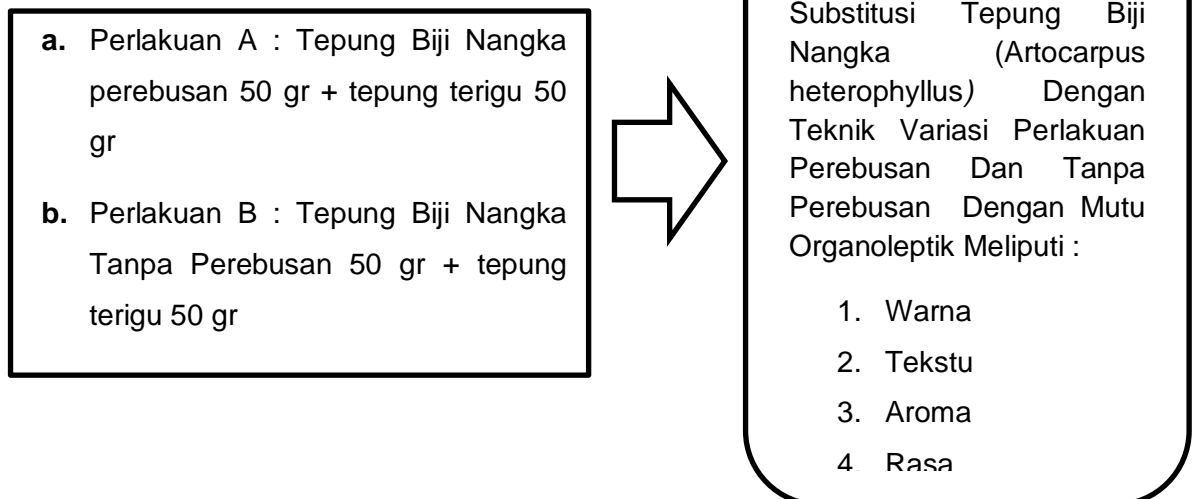 a. Perlakuan A : Tepung Biji Nangka
perebusan 50 gr + tepung terigu 50
gr
b. Perlakuan B : Tepung Biji Nangka
Tanpa Perebusan 50 gr + tepung
terigu 50 gr
Substitusi Tepung Biji
Nangka (Artocarpus
heterophyllus) Dengan
Teknik Variasi Perlakuan
Perebusan Dan Tanpa
Perebusan Dengan Mutu
Organoleptik Meliputi :
1. Warna
2. Tekstu
3. Aroma
4. Rasa